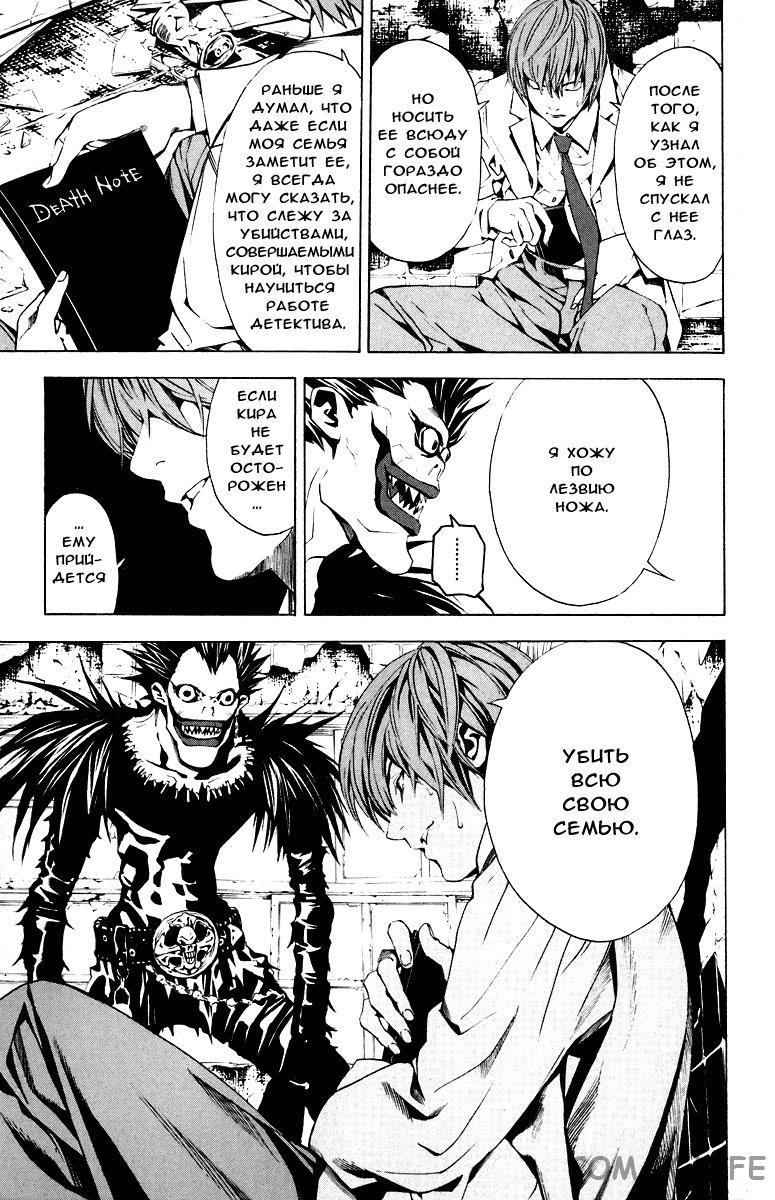 ПОСЛЕ
ТОГО,
КАК Я
УЗНАЛ
ОБ ЭТОМ,
Я НЕ
СПУСКАЛ
С НЕЕ
ГЛАЗ.
НО
НОСИТЬ
ЕЕ ВСЮДУ
С СОБОЙ
ГОРАЗДО
ОПАСНЕЕ.
РАНЬШЕ Я
ДУМАЛ, ЧТО
ДАЖЕ ЕСЛИ
МОЯ СЕМЬЯ
ЗАМЕТИТ ЕЕ,
Я ВСЕГДА
МОГУ СКАЗАТЬ,
ЧТО СЛЕЖУ ЗА
УБИЙСТВАМИ,
СОВЕРШАЕМЫМИ
КИРОЙ, ЧТОБЫ
НАУЧИТЬСЯ
РАБОТЕ
ДЕТЕКТИВА.
DEATH NOTE
Я ХОЖУ
ПО
ЛЕЗВИЮ
НОЖА.
........
ЕСЛИ
КИРА
НЕ
БУДЕТ
ОСТО-
РОЖЕН
...
...
ЕМУ
ПРИЙ-
ДЕТСЯ
УБИТЬ
ВСЮ
СВОЮ
СЕМЬЮ.